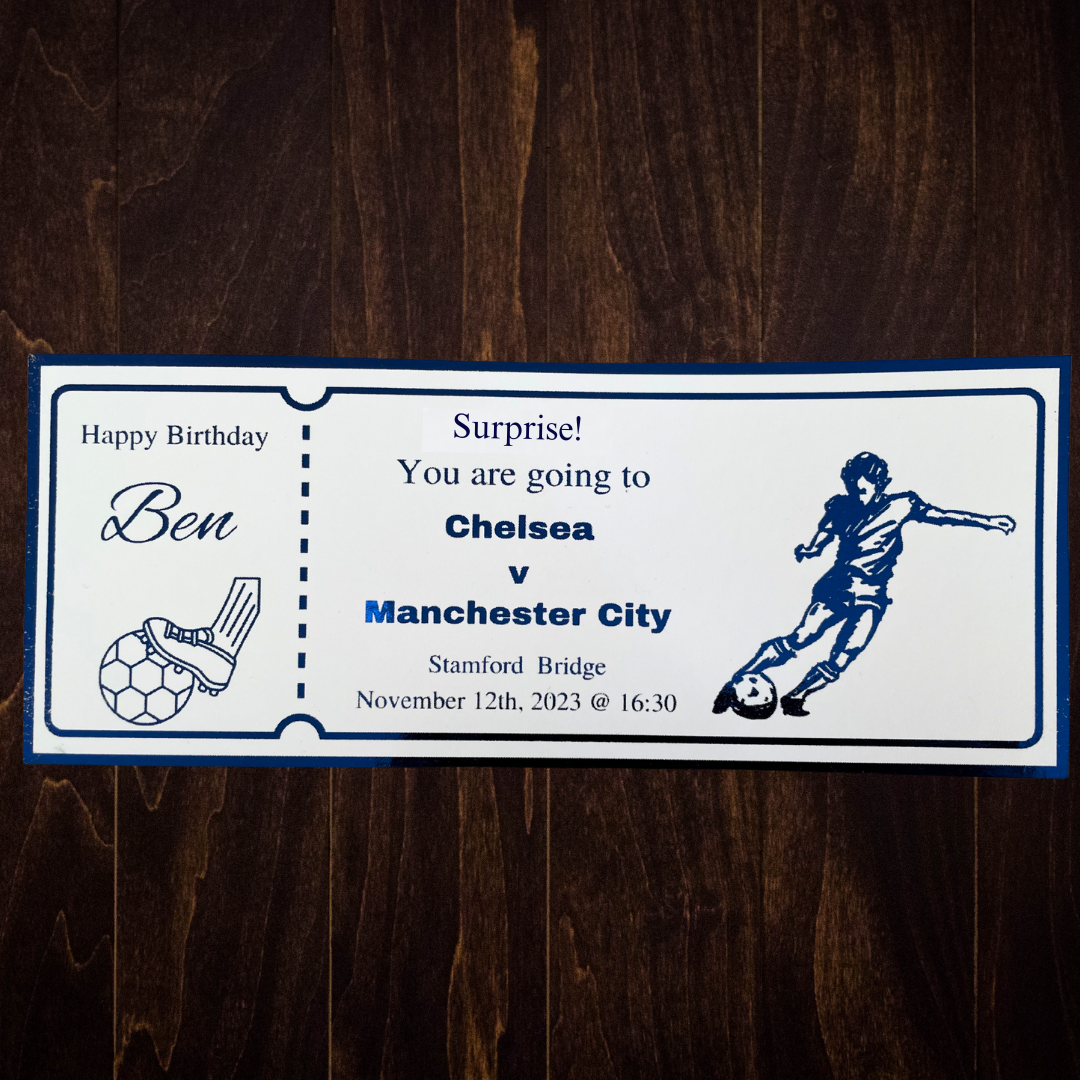 Happy Birthday
Ben
Surprise!
You are going to
Chelsea
v
Manchester City
Stamford Bridge
November 12th, 2023 @ 16:30